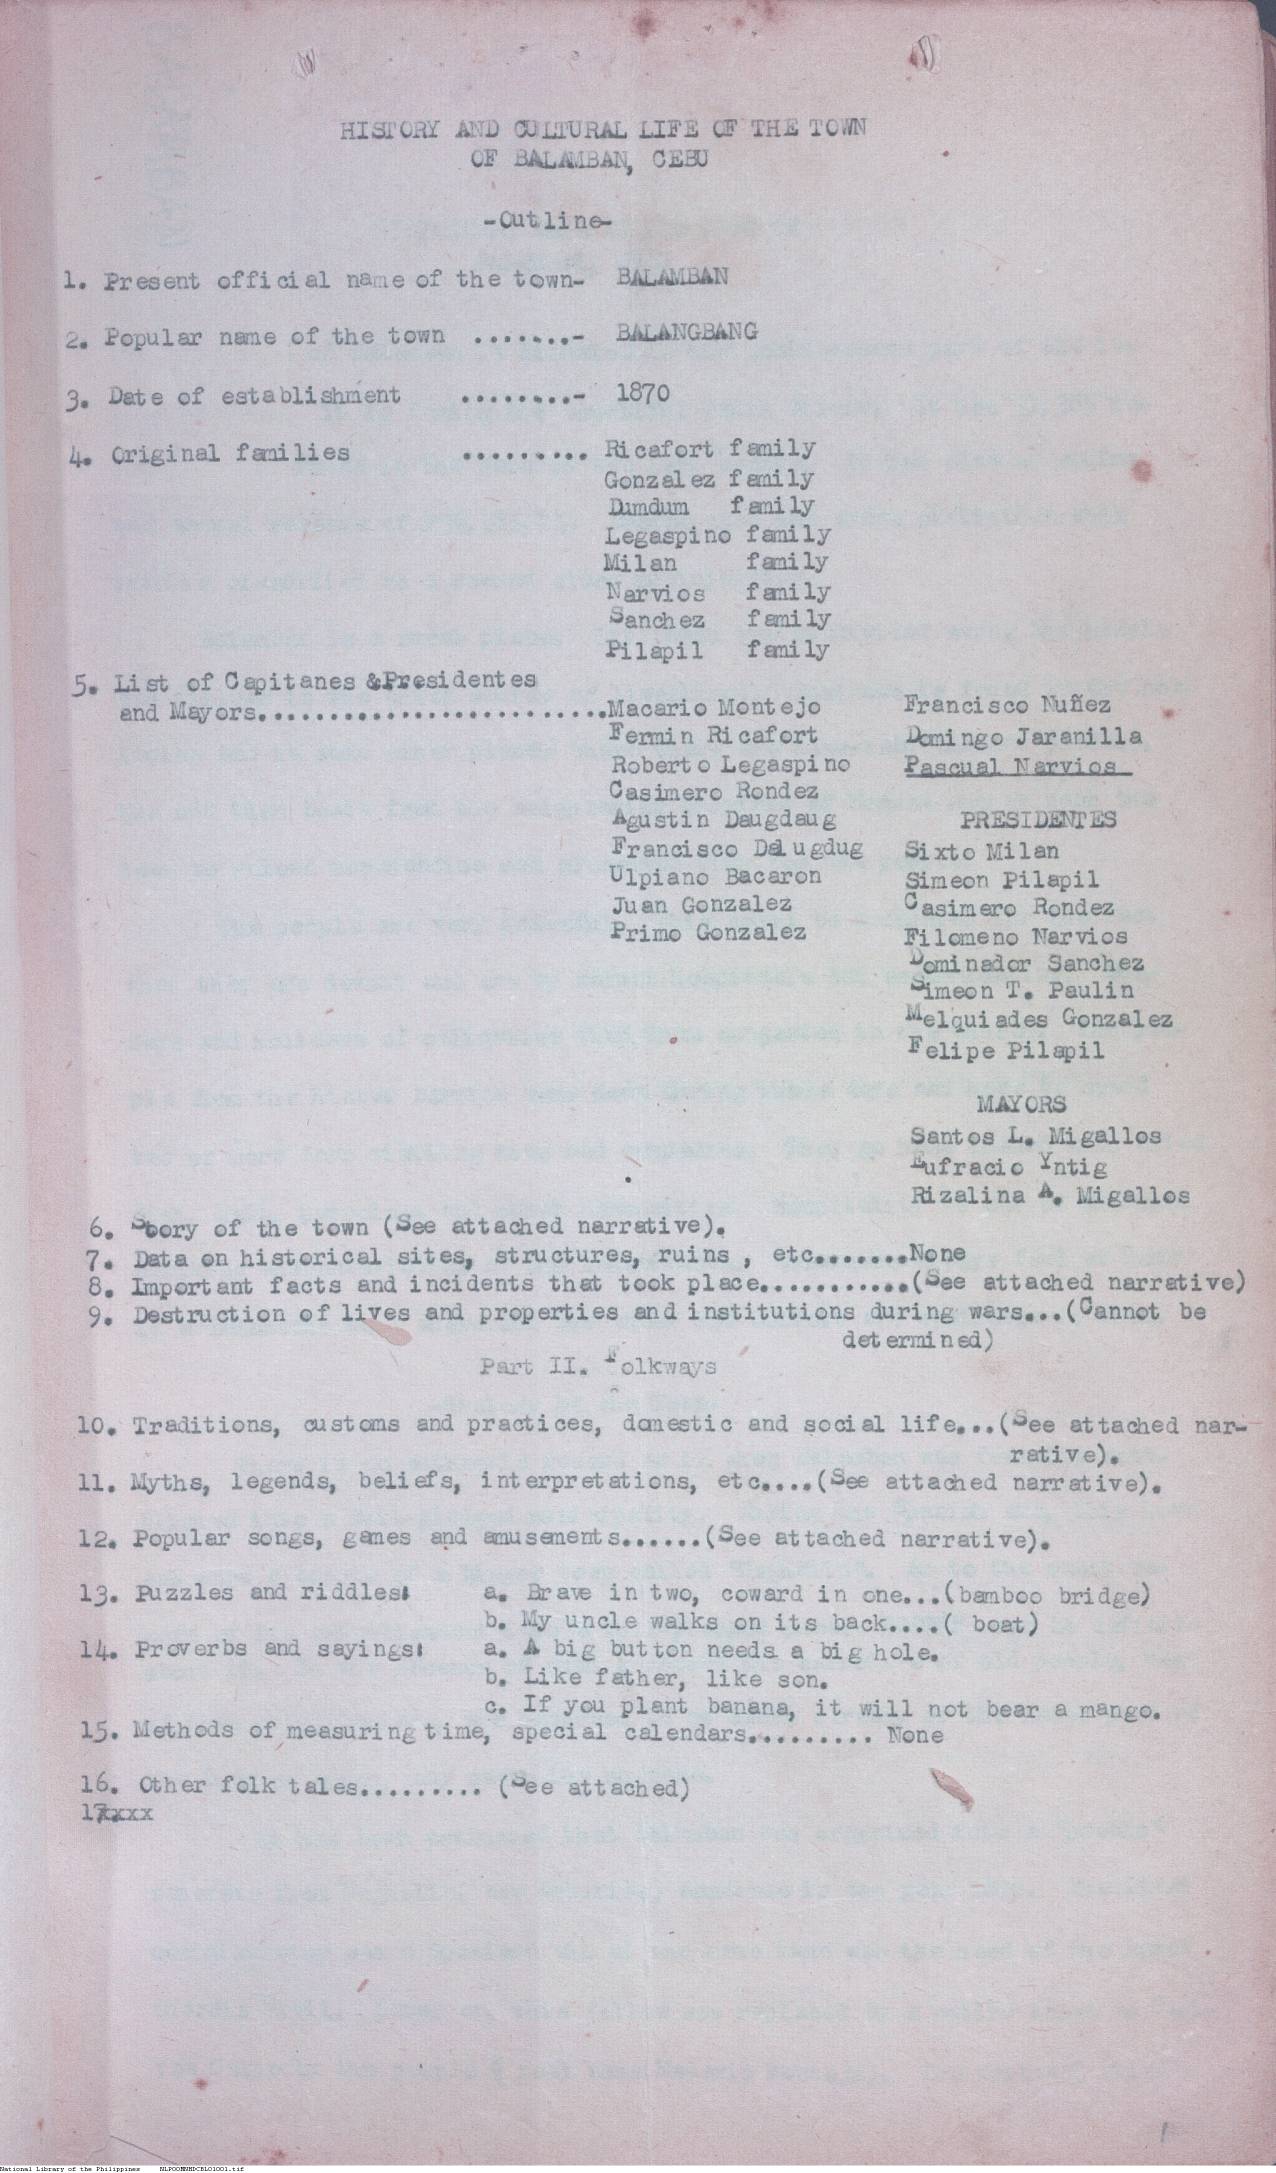 HISTORY AND CULTURAL LIFE OF THE TOWN
OF BALAMBAN, CEBU
-Outline-
1. Present official name of the town- BALAMBAN
2. Popular name of the town .......- BALANGBANG
3. Date of establishment ........- 1870
4. Original families .......... Ricafort family
Gonzalez family
Dumdum family
Legaspino family
Milan family
Narvios family
Sanchez family
Pilapil family
5. List of Capitanes &Presidentes
and Mayors..........................Macario Montejo
Fermin Ricafort
Roberto Legaspino
Casimero Rondez
Agustin Daugdaug
Francisco Daugdug
Ulpiano Bacaron
Juan Gonzalez
Primo Gonzalez
Francisco Nuñez
Domingo Jaranilla
Pascual Narvios
PRESIDENTES
Sixto Milan
Simeon Pilapil
Casimero Rondez
Filomeno Narvios
Dominador Sanchez
Simeon T. Paulin
Melquiades Gonzalez
Felipe Pilapil
MAYORS
Santos L. Migallos
Eufracio Yntig
Rizalina A. Migallos
6. Story of the town (See attached narrative).
7. Data on historical sites, structures, ruins , etc.......None
8. Important facts and incidents that took place............(See attached narrative)
9. Destruction of lives and properties and institutions during wars...(Cannot be
determined)
Part II. Folkways
10. Traditions, customs and practices, domestic and social life...(See attached nar-
rative).
11. Myths, legends, beliefs, interpretations, etc....(See attached narrative).
12. Popular songs, games and amusements......(See attached narrative).
13. Puzzles and riddles: a. Brave in two, coward in one...(bamboo bridge)
b. My uncle walks on its back....( boat)
14. Proverbs and sayings: a. A big button needs a big hole.
b. Like father, like son.
c. If you plant banana, it will not bear a mango.
15. Methods of measuring time, special calendars.......... None
16. Other folk tales.......... (See attached)
17xxxx
National Library of the Philippines NLPOOMNHDCBL01001.tif